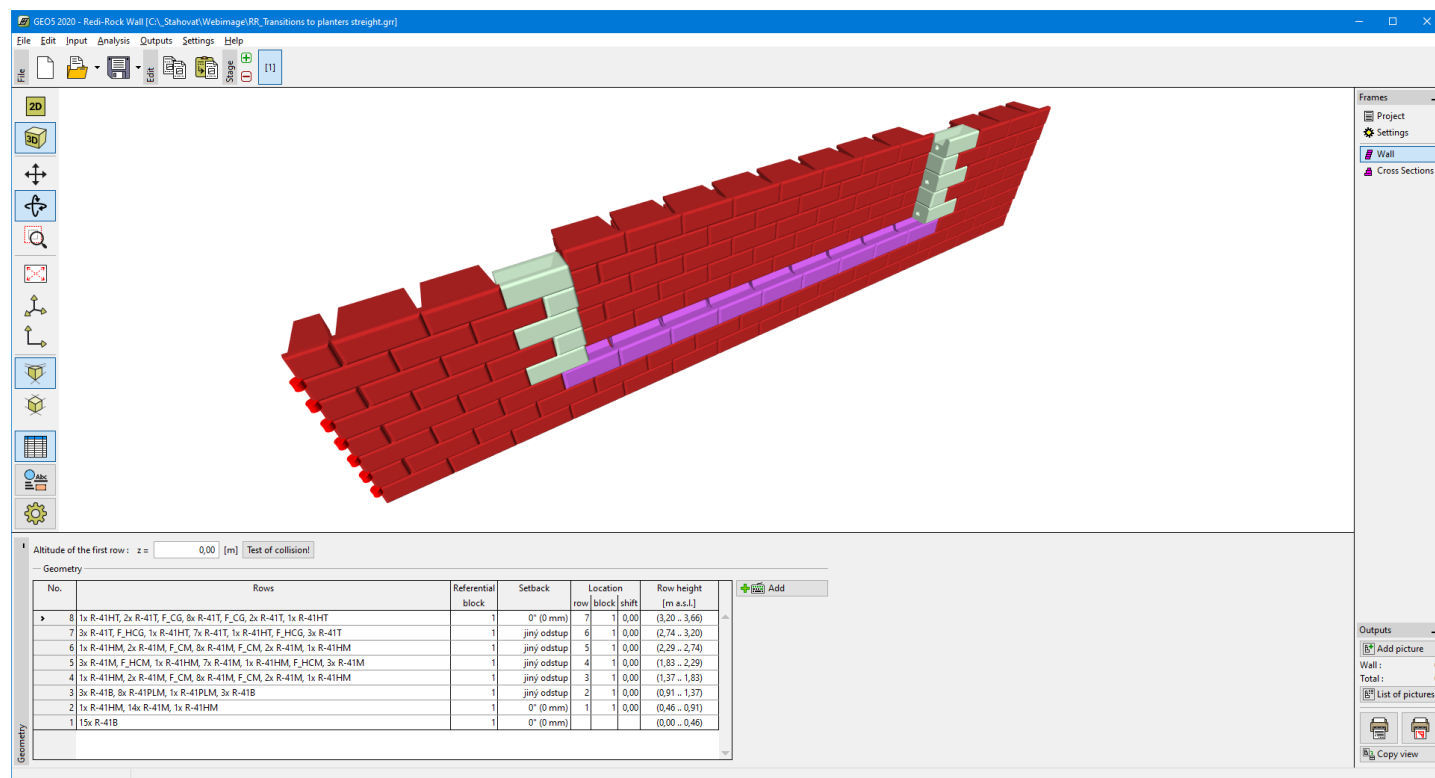 GEO5 2020 - Redi-Rock Wall [C:\_Stahovat\Webimage\RR_Transitions to planters streight.grr]
File Edit Input Analysis Outputs Settings Help
File
Edit
Stage
[1]
2D
3D
Abc
Frames
Project
Settings
Wall
Cross Sections
Altitude of the first row : z = 0,00 [m] Test of collision!
Geometry
No. Rows Referential block Setback Location row block shift Row height [m a.s.l.]
Add
> 8 1x R-41HT, 2x R-41T, F_CG, 8x R-41T, F_CG, 2x R-41T, 1x R-41HT 1 0° (0 mm) 7 1 0,00 (3,20 .. 3,66)
7 3x R-41T, F_HCG, 1x R-41HT, 7x R-41T, 1x R-41HT, F_HCG, 3x R-41T 1 jiný odstup 6 1 0,00 (2,74 .. 3,20)
6 1x R-41HM, 2x R-41M, F_CM, 8x R-41M, F_CM, 2x R-41M, 1x R-41HM 1 jiný odstup 5 1 0,00 (2,29 .. 2,74)
5 3x R-41M, F_HCM, 1x R-41HM, 7x R-41M, 1x R-41HM, F_HCM, 3x R-41M 1 jiný odstup 4 1 0,00 (1,83 .. 2,29)
4 1x R-41HM, 2x R-41M, F_CM, 8x R-41M, F_CM, 2x R-41M, 1x R-41HM 1 jiný odstup 3 1 0,00 (1,37 .. 1,83)
3 3x R-41B, 8x R-41PLM, 1x R-41PLM, 3x R-41B 1 jiný odstup 2 1 0,00 (0,91 .. 1,37)
2 1x R-41HM, 14x R-41M, 1x R-41HM 1 0° (0 mm) 1 1 0,00 (0,46 .. 0,91)
1 15x R-41B 1 0° (0 mm) (0,00 .. 0,46)
Geometry
Outputs
Add picture
Wall :
Total :
List of pictures
Copy view